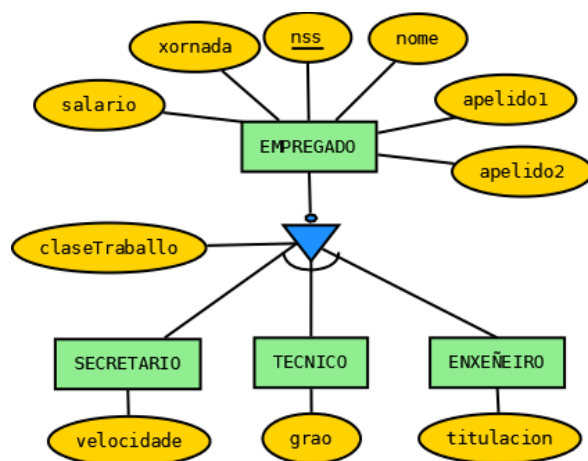 nss
nome
xornada
salario
apelido1
EMPREGADO
apelido2
claseTraballo
SECRETARIO
TECNICO
ENXEÑEIRO
velocidade
grao
titulacion